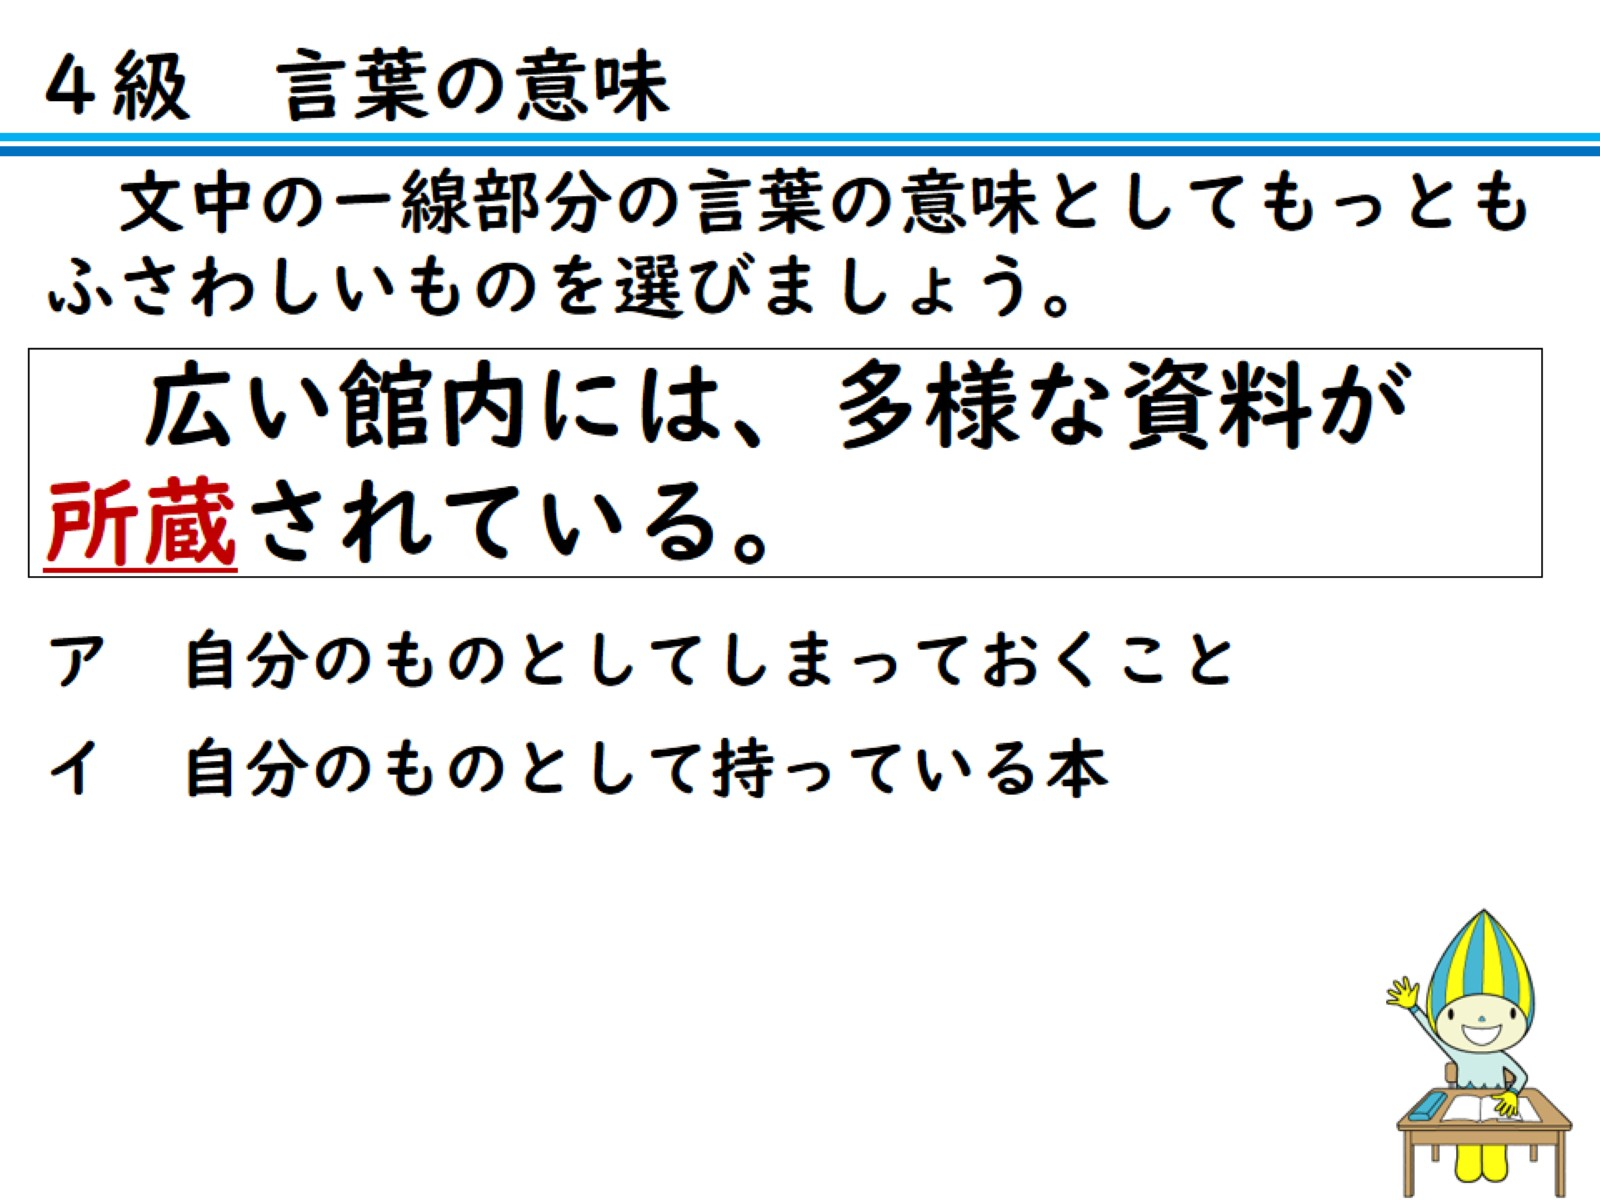 ４級　言葉の意味
文中の―線部分の言葉の意味としてもっとも
ふさわしいものを選びましょう。
広い館内には、多様な資料が
所蔵されている。
ア　自分のものとしてしまっておくこと
イ　自分のものとして持っている本